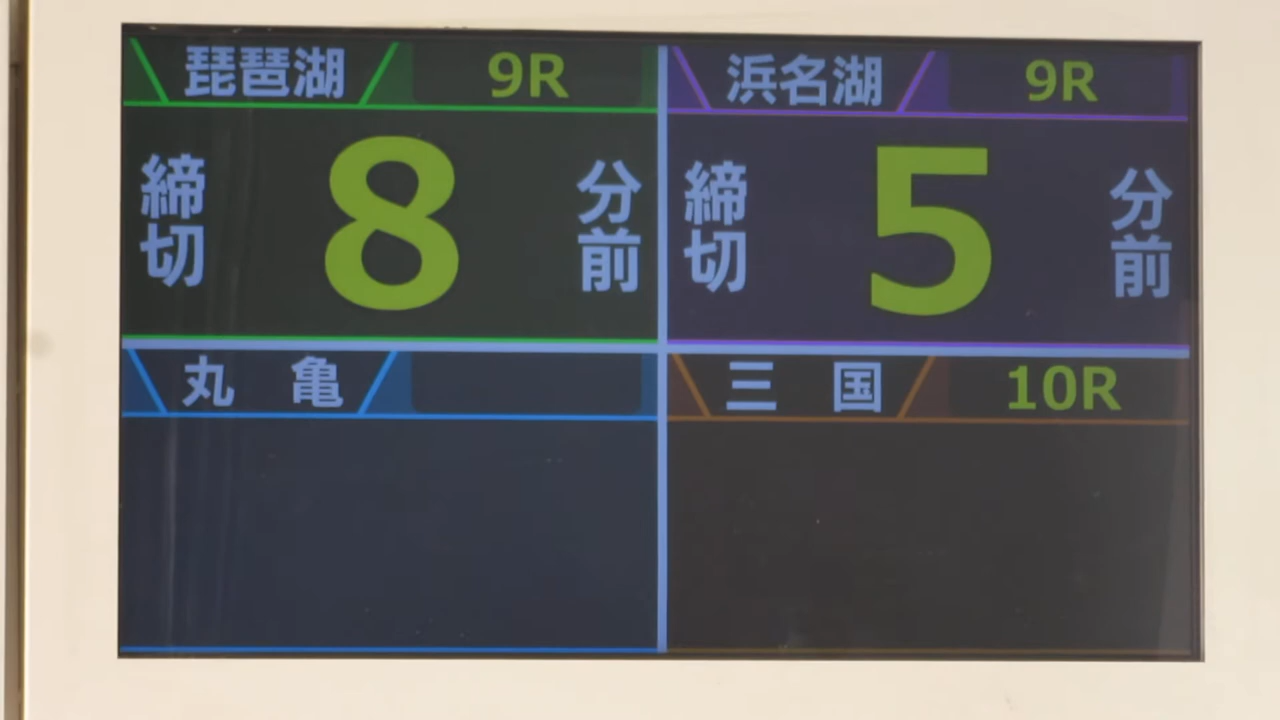 琵琶湖 9R
締切 8 分前
浜名湖 9R
締切 5 分前
丸亀
三国 10R